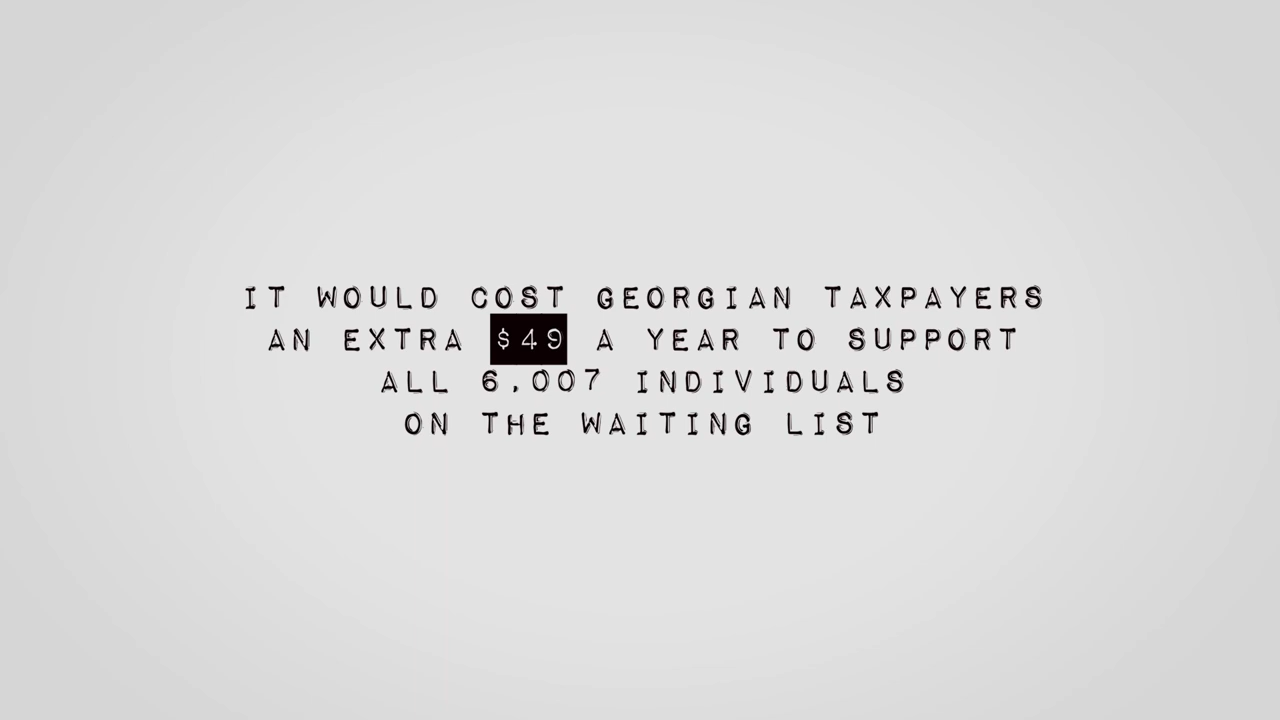 IT WOULD COST GEORGIAN TAXPAYERS
AN EXTRA $49 A YEAR TO SUPPORT
ALL 6,007 INDIVIDUALS
ON THE WAITING LIST